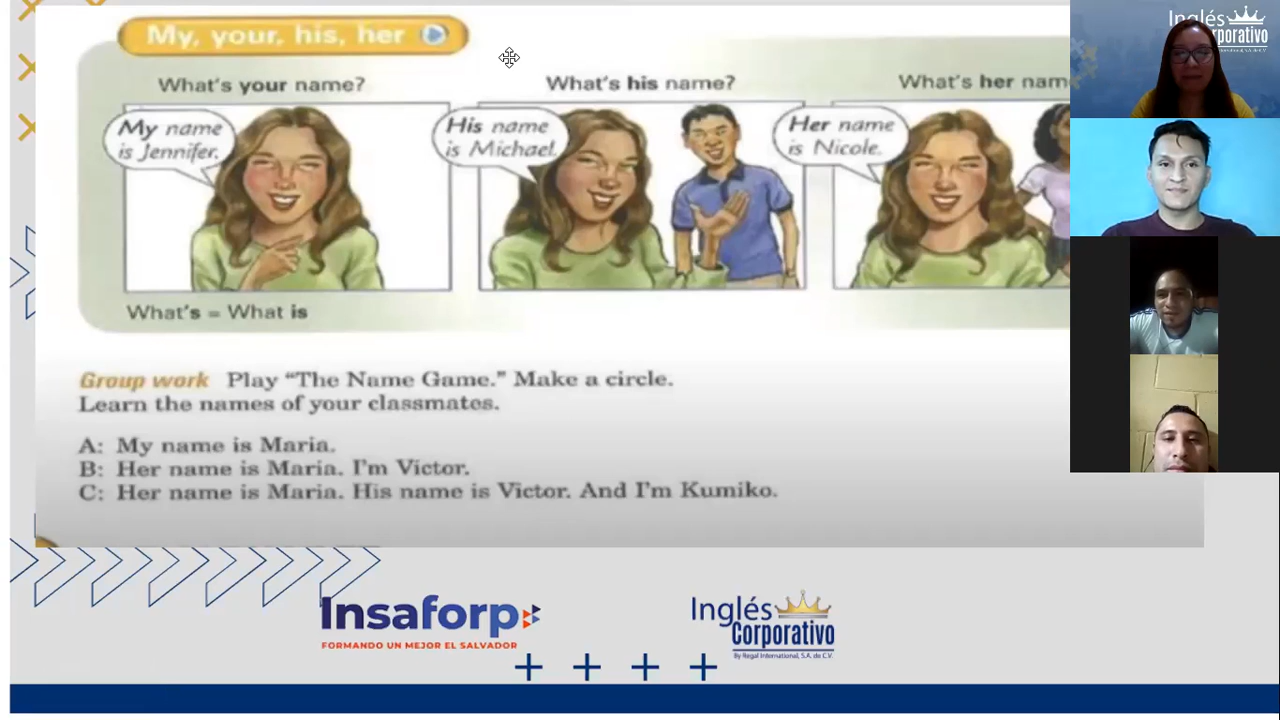 My, your, his, her
What's your name?
What's his name?
What's her nam
My name
is Jennifer.
His name
is Michael.
Her name
is Nicole.
What's = What is
Group work Play "The Name Game." Make a circle.
Learn the names of your classmates.
A: My name is Maria.
B: Her name is Maria. I'm Victor.
C: Her name is Maria. His name is Victor. And I'm Kumiko.
Insaforp
FORMANDO UN MEJOR EL SALVADOR
Inglés
Corporativo
By Regal International, S.A. de C.V.
Inglés
orporativo